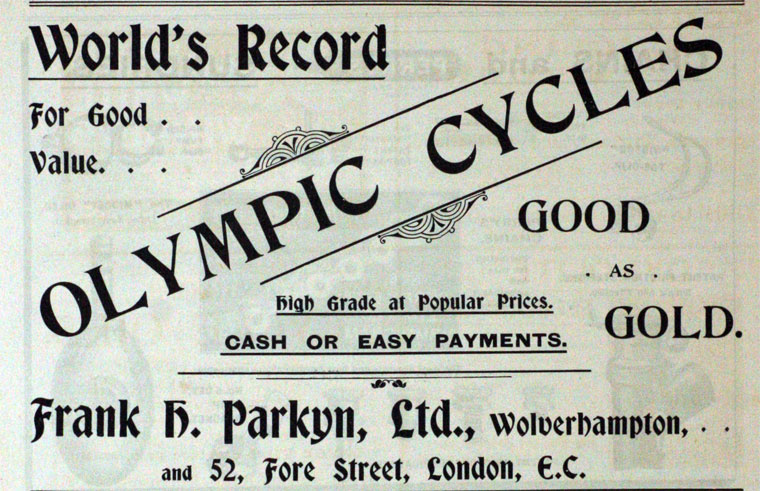 World's Record
For Good . .
Value. . .
OLYMPIC CYCLES
GOOD
. AS .
GOLD.
High Grade at Popular Prices.
CASH OR EASY PAYMENTS.
Frank H. Parkyn, Ltd., Wolverhampton, . .
and 52, Fore Street, London, E.C.